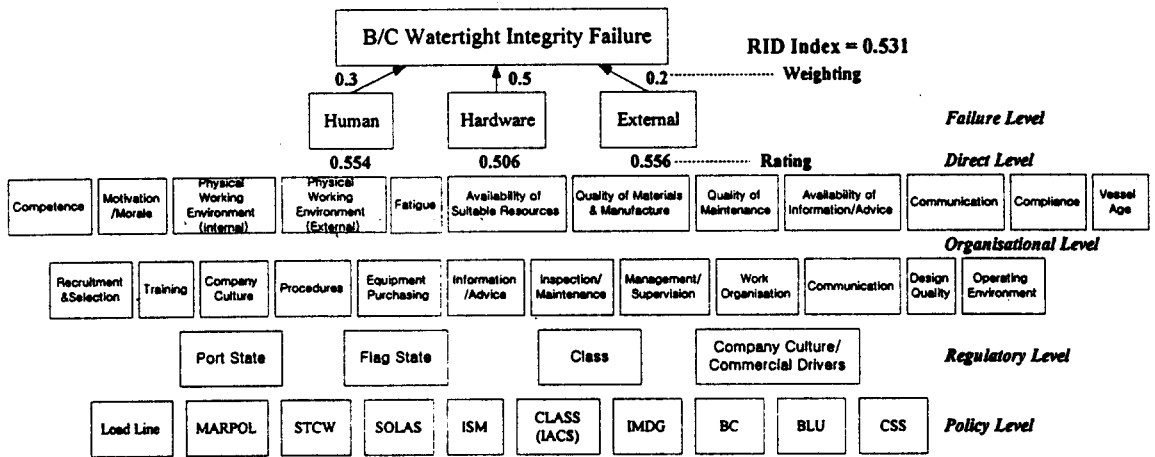 B/C Watertight Integrity Failure
RID Index = 0.531
0.3
0.5
0.2
Weighting
Human
Hardware
External
Failure Level
0.554
0.506
0.556
Rating
Direct Level
Competence
Motivation
/Morale
Physical
Working
Environment
(Internal)
Physical
Working
Environment
(External)
Fatigue
Availability of
Suitable Resources
Quality of Materials
& Manufacture
Quality of
Maintenance
Availability of
Information/Advice
Communication
Compliance
Vessel
Age
Organisational Level
Recruitment
&Selection
Training
Company
Culture
Procedures
Equipment
Purchasing
Information
/Advice
Inspection/
Maintenance
Management/
Supervision
Work
Organisation
Communication
Design
Quality
Operating
Environment
Port State
Flag State
Class
Company Culture/
Commercial Drivers
Regulatory Level
Load Line
MARPOL
STCW
SOLAS
ISM
CLASS
(IACS)
IMDG
BC
BLU
CSS
Policy Level